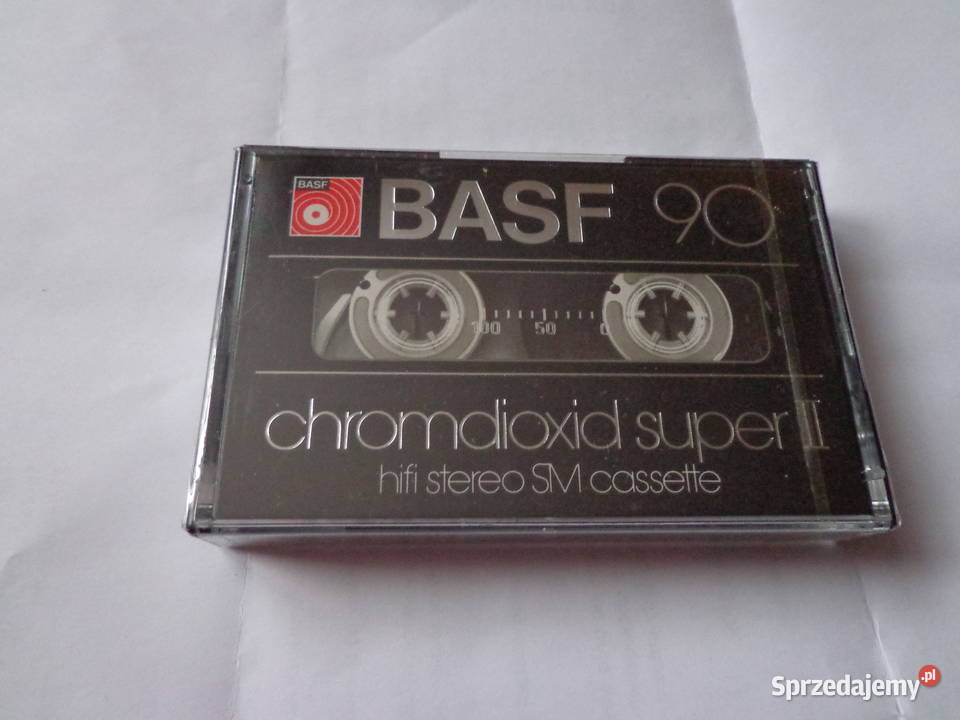 BASF
BASF 90
100 50 0
chromdioxid super II
hifi stereo SM cassette
Sprzedajemy.pl